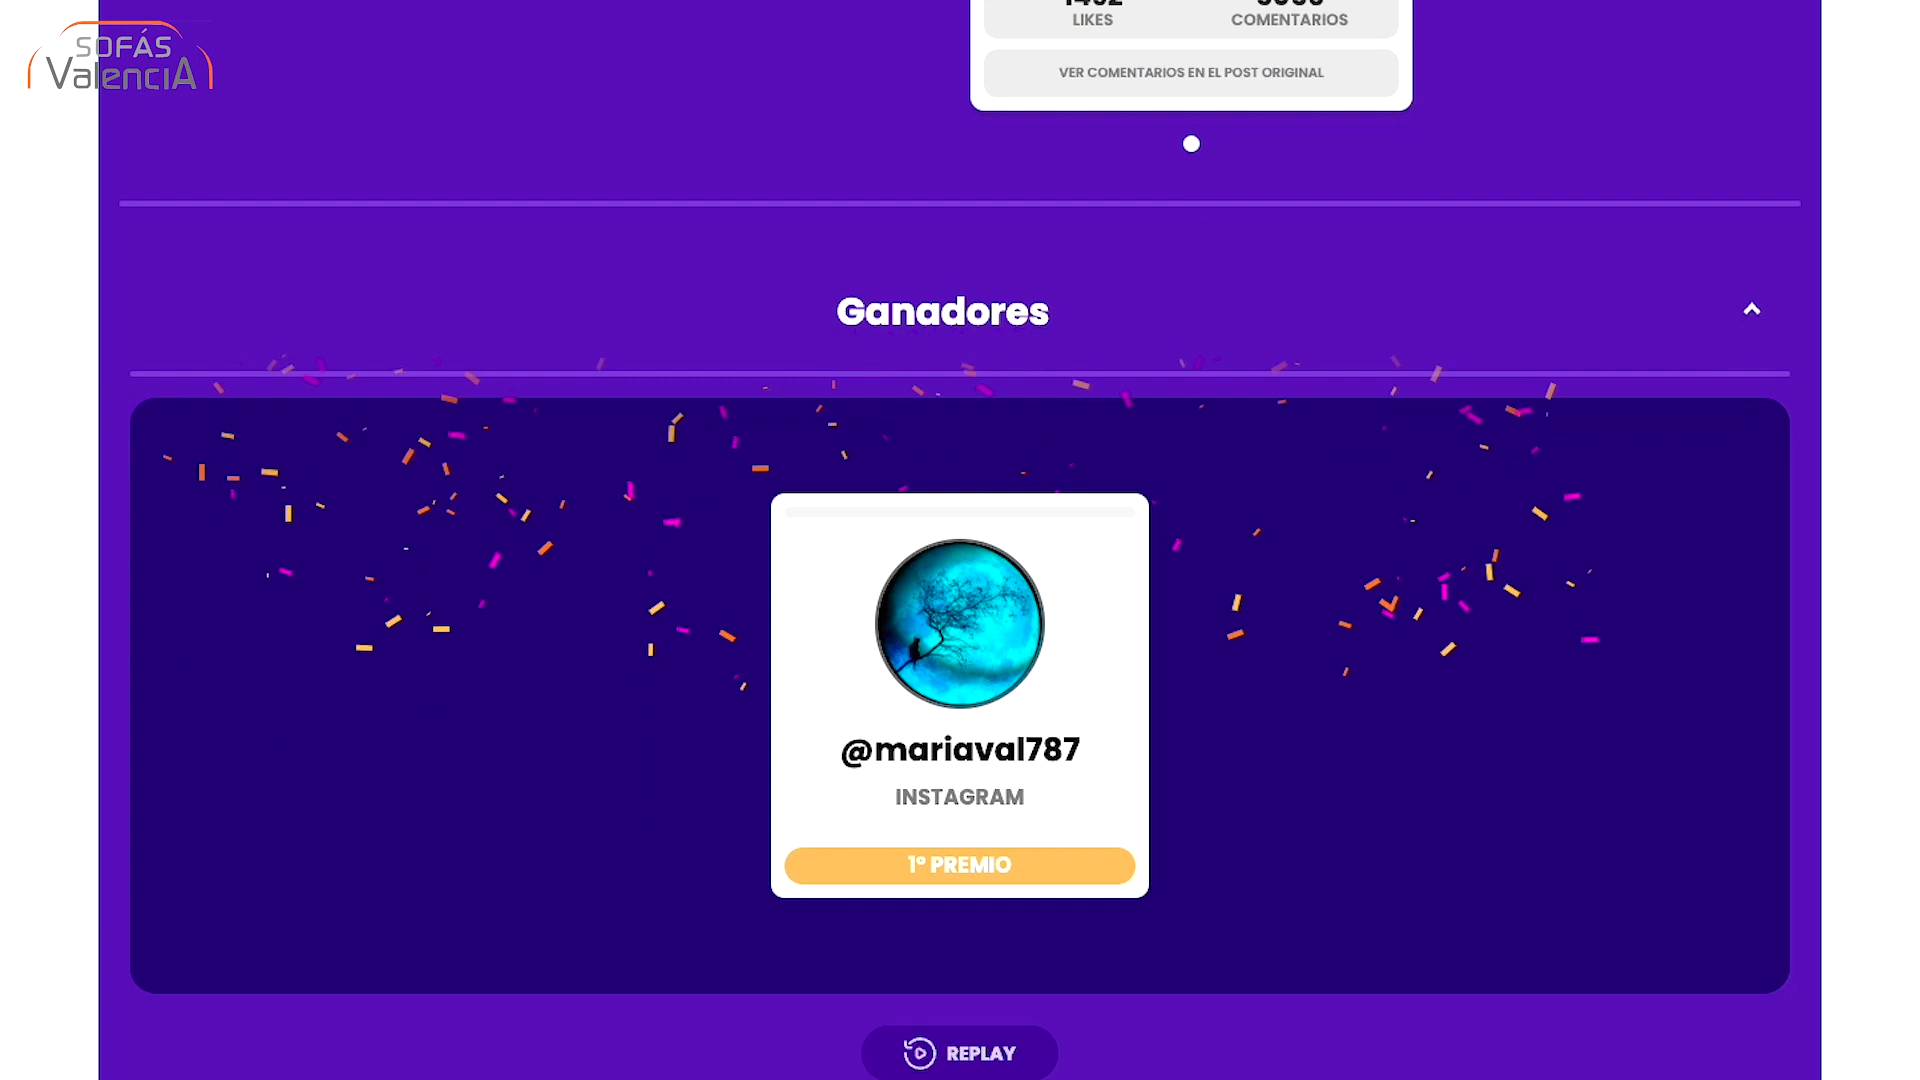 SOFÁS
ValenciA
LIKES
COMENTARIOS
VER COMENTARIOS EN EL POST ORIGINAL
Ganadores
@mariaval787
INSTAGRAM
1º PREMIO
REPLAY